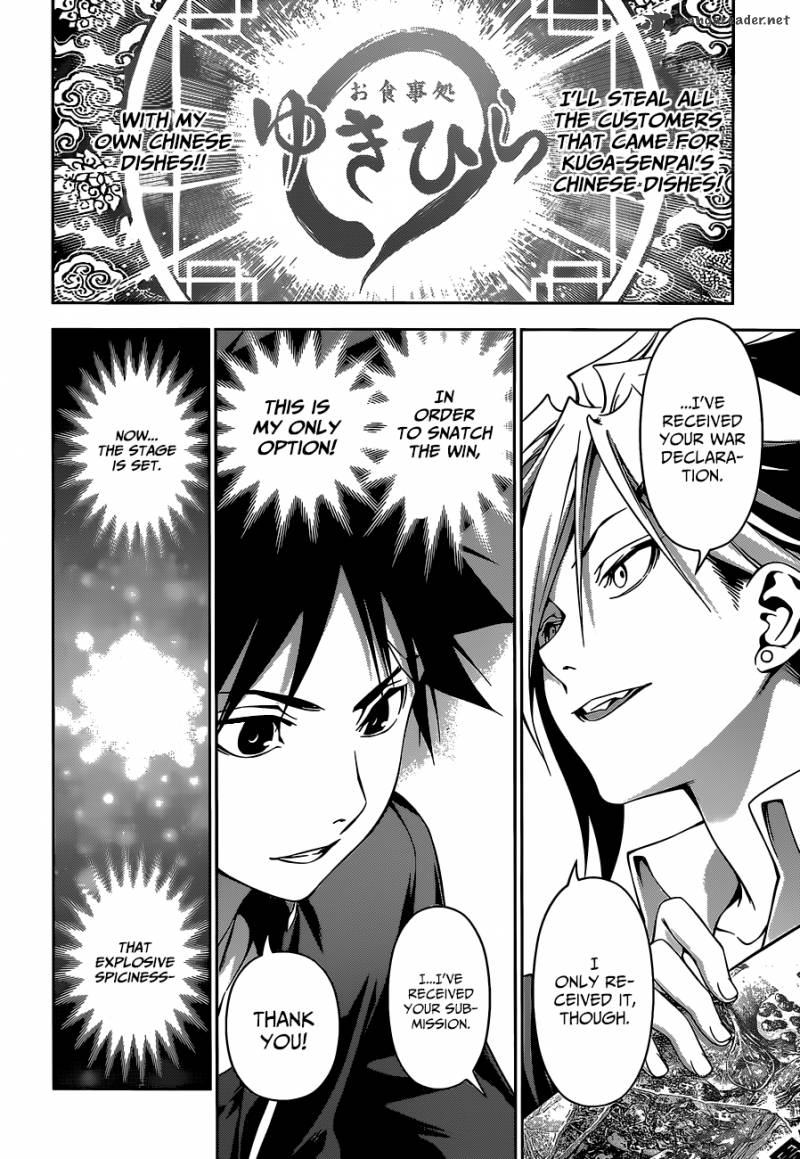 I'LL STEAL ALL
THE CUSTOMERS
THAT CAME FOR
KUGA-SENPAI'S
CHINESE DISHES!
お食事処
ゆきひら
WITH MY
OWN CHINESE
DISHES!!
...I'VE
RECEIVED
YOUR WAR
DECLARA-
TION.
I
ONLY RE-
CEIVED IT,
THOUGH.
IN
ORDER
TO SNATCH
THE WIN,
THIS IS
MY ONLY
OPTION!
I...I'VE
RECEIVED
YOUR SUB-
MISSION.
THANK
YOU!
NOW...
THE STAGE
IS SET.
THAT
EXPLOSIVE
SPICINESS-